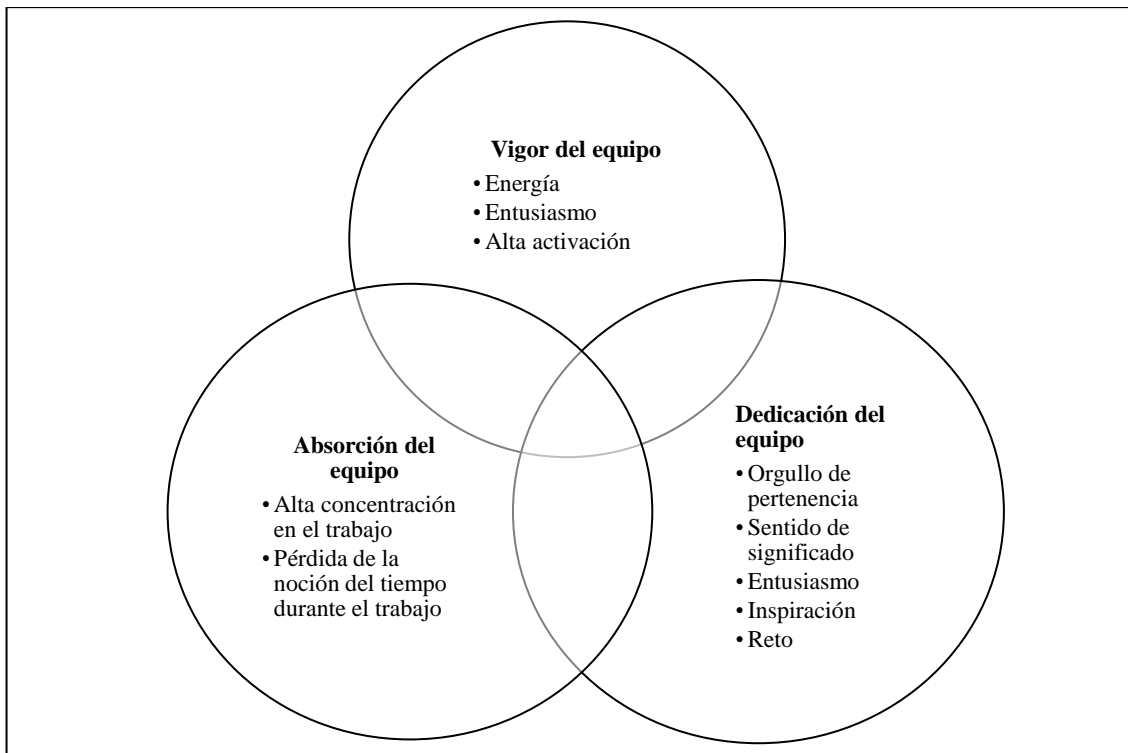 Vigor del equipo
• Energía
• Entusiasmo
• Alta activación
Absorción del
equipo
• Alta concentración
en el trabajo
• Pérdida de la
noción del tiempo
durante el trabajo
Dedicación del
equipo
• Orgullo de
pertenencia
• Sentido de
significado
• Entusiasmo
• Inspiración
• Reto